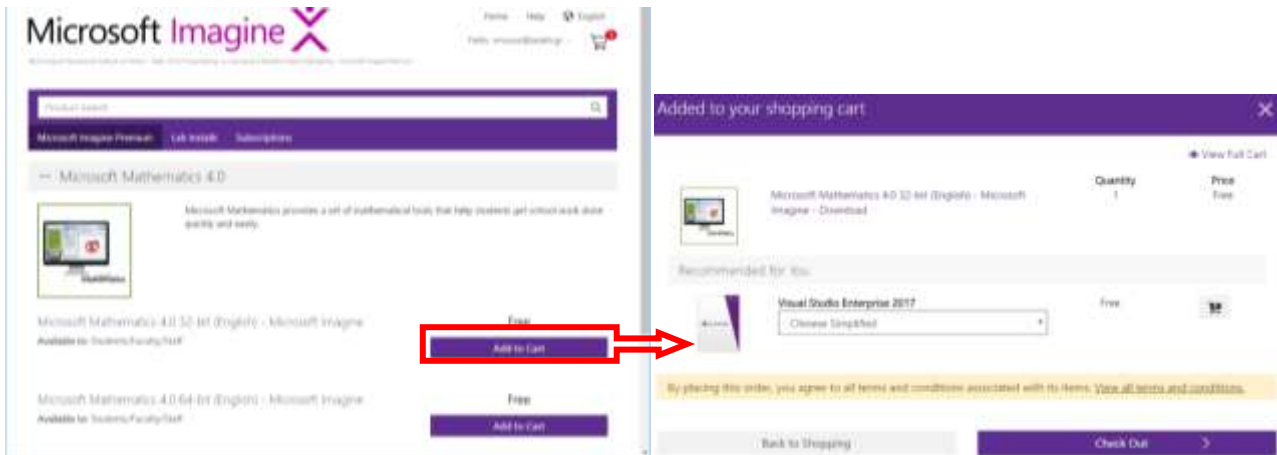 Microsoft Imagine
Home Help English
Hello,
1
Product Search
Microsoft Imagine Premium Lab Installs Subscriptions
Microsoft Mathematics 4.0
Microsoft Mathematics provides a set of mathematical tools that help students get school work done
quickly and easily.
Microsoft Mathematics 4.0 32-bit (English) - Microsoft Imagine
Free
Available to: Students/Faculty/Staff
Add to Cart
Microsoft Mathematics 4.0 64-bit (English) - Microsoft Imagine
Free
Available to: Students/Faculty/Staff
Add to Cart
Added to your shopping cart
View Full Cart
Quantity Price
Microsoft Mathematics 4.0 32-bit (English) - Microsoft
Imagine - Download
1 Free
Recommended for You
Visual Studio Enterprise 2017
Free
Chinese Simplified
By placing this order, you agree to all terms and conditions associated with its items. View all terms and conditions.
Back to Shopping
Check Out